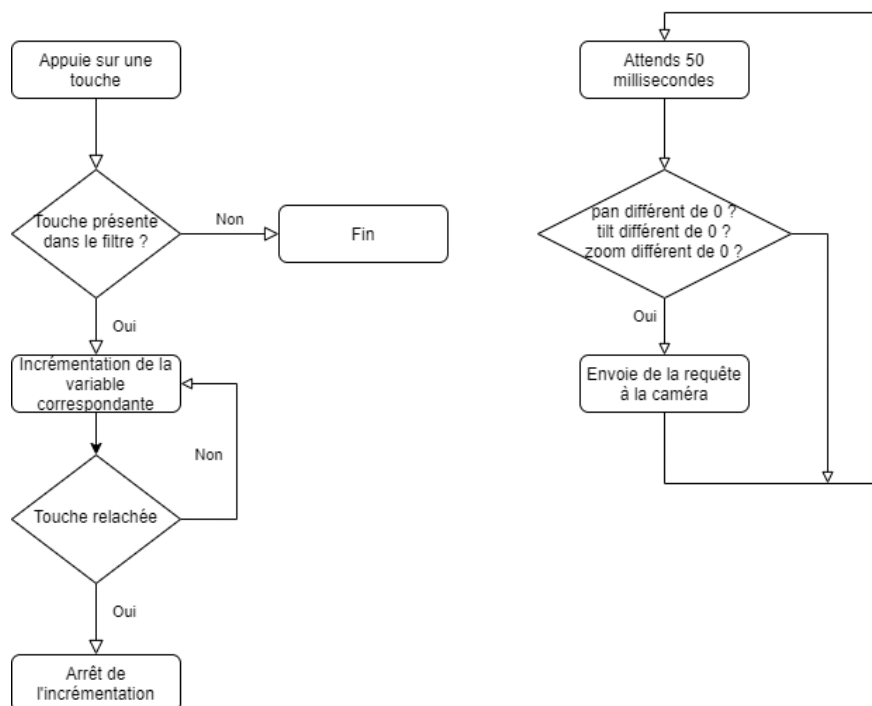 Appuie sur une
touche
Touche présente
dans le filtre ?
Non
Fin
Oui
Incrémentation de la
variable
correspondante
Non
Touche relachée
Oui
Arrêt de
l'incrémentation
Attends 50
millisecondes
pan différent de 0 ?
tilt différent de 0 ?
zoom différent de 0 ?
Oui
Envoie de la requête
à la caméra